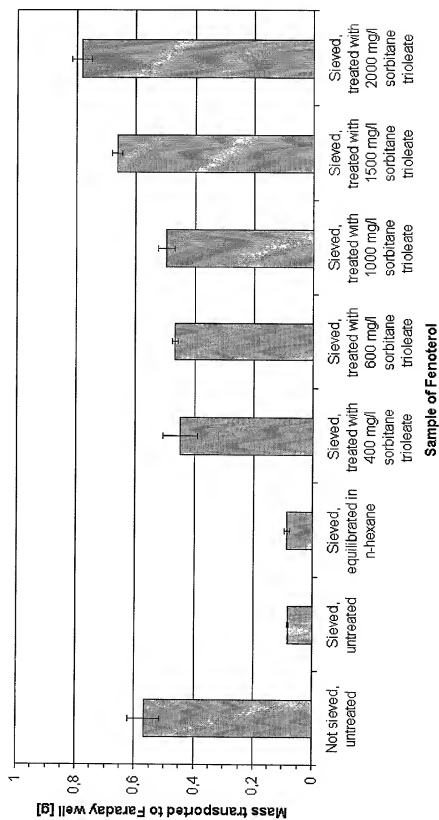 Mass transported to Faraday well [g]
1
0,8
0,6
0,4
0,2
0
Not sieved,
untreated
Sieved,
untreated
Sieved,
equilibrated in
n-hexane
Sieved,
treated with
400 mg/l
sorbitane
trioleate
Sieved,
treated with
600 mg/l
sorbitane
trioleate
Sieved,
treated with
1000 mg/l
sorbitane
trioleate
Sieved,
treated with
1500 mg/l
sorbitane
trioleate
Sieved,
treated with
2000 mg/l
sorbitane
trioleate
Sample of Fenoterol